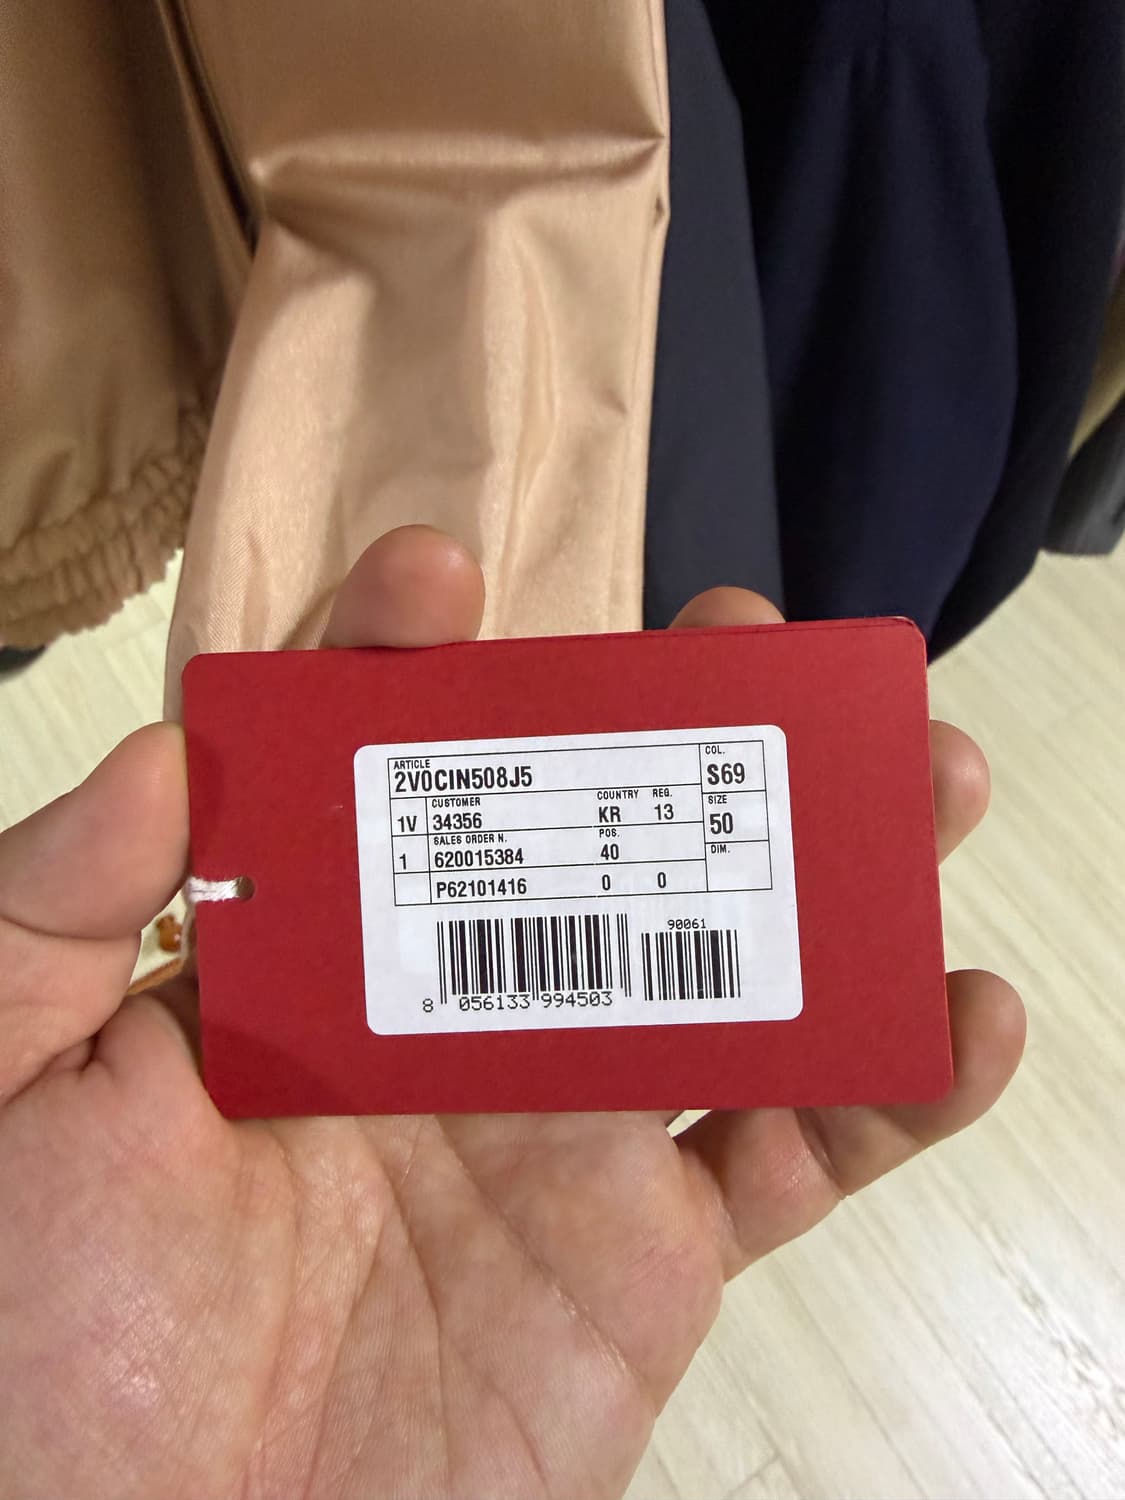 ARTICLE
2V0CIN508J5
COL.
S69
CUSTOMER COUNTRY REG.
1V 34356 KR 13
SIZE
50
SALES ORDER N. POS.
1 620015384 40
DIM.
P62101416 0 0
90061
8 056133 994503